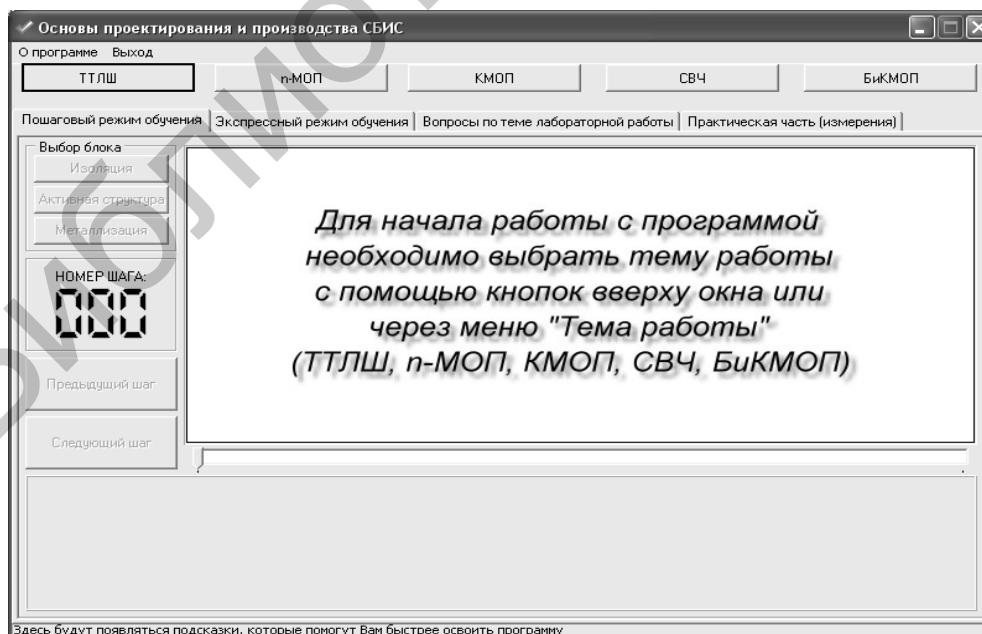 Основы проектирования и производства СБИС
О программе Выход
ТТЛШ n-МОП КМОП СВЧ БиКМОП
Пошаговый режим обучения Экспрессный режим обучения Вопросы по теме лабораторной работы Практическая часть (измерения)
Выбор блока
Изоляция
Активная структура
Металлизация
НОМЕР ШАГА:
000
Предыдущий шаг
Следующий шаг
Для начала работы с программой
необходимо выбрать тему работы
с помощью кнопок вверху окна или
через меню "Тема работы"
(ТТЛШ, n-МОП, КМОП, СВЧ, БиКМОП)
Здесь будут появляться подсказки, которые помогут Вам быстрее освоить программу